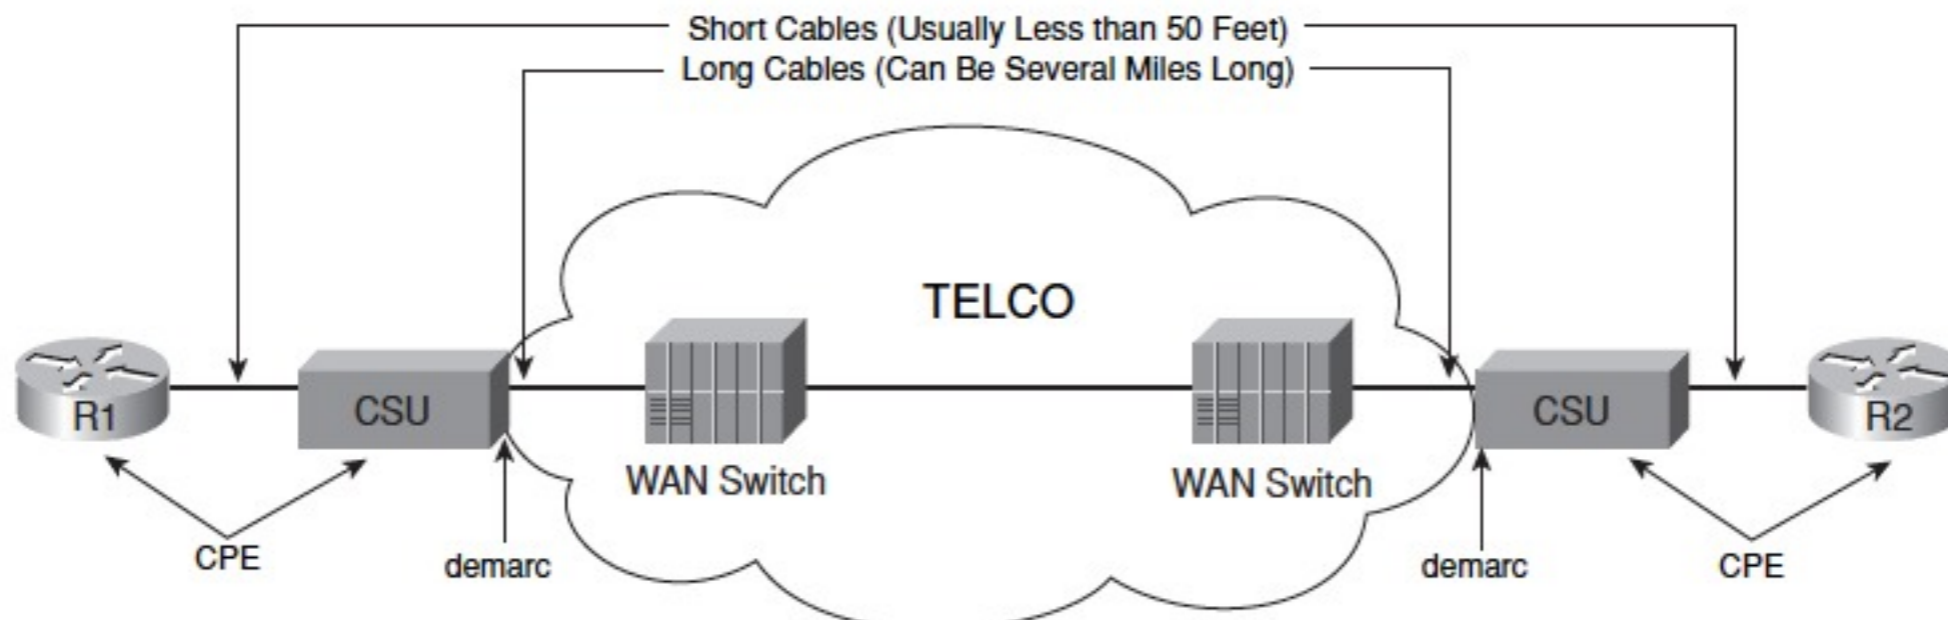 Short Cables (Usually Less than 50 Feet)
Long Cables (Can Be Several Miles Long)
TELCO
R1
CSU
CSU
R2
WAN Switch
WAN Switch
CPE
demarc
demarc
CPE